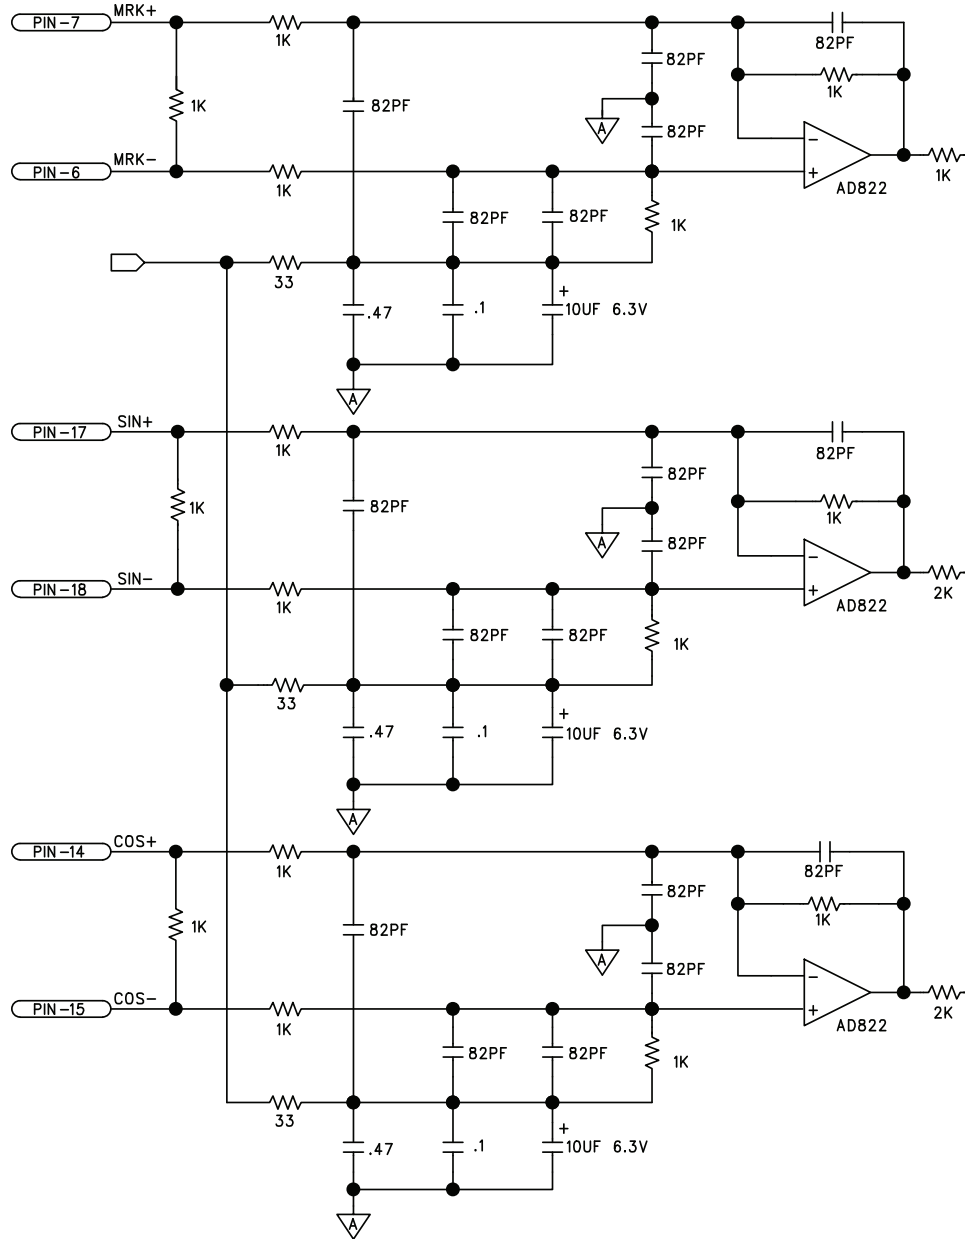 PIN-7 MRK+
1K
82PF
82PF
1K
82PF
1K
A
82PF
PIN-6 MRK-
1K
AD822
1K
82PF
82PF
1K
33
.47
.1
+
10UF 6.3V
A
PIN-17 SIN+
1K
82PF
82PF
1K
82PF
1K
A
82PF
PIN-18 SIN-
1K
AD822
2K
82PF
82PF
1K
33
.47
.1
+
10UF 6.3V
A
PIN-14 COS+
1K
82PF
82PF
1K
82PF
1K
A
82PF
PIN-15 COS-
1K
AD822
2K
82PF
82PF
1K
33
.47
.1
+
10UF 6.3V
A